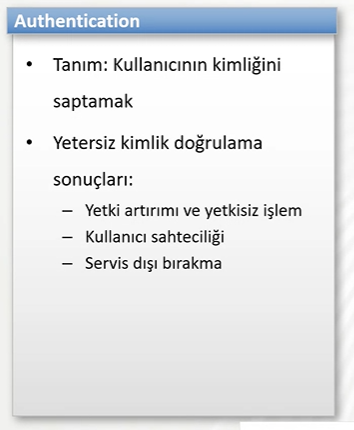 Authentication
• Tanım: Kullanıcının kimliğini
saptamak
• Yetersiz kimlik doğrulama
sonuçları:
– Yetki artırımı ve yetkisiz işlem
– Kullanıcı sahteciliği
– Servis dışı bırakma